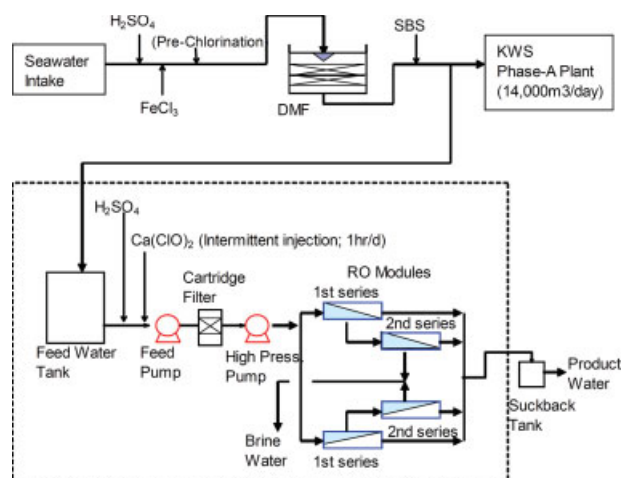 H₂SO₄
SBS
Seawater
Intake
(Pre-Chlorination)
KWS
Phase-A Plant
(14,000m3/day)
FeCl₃
DMF
H₂SO₄
Ca(ClO)₂ (Intermittent injection; 1hr/d)
Cartridge
Filter
RO Modules
1st series
2nd series
Feed Water
Tank
Feed
Pump
High Press.
Pump
Product
Water
Suckback
Tank
Brine
Water
2nd series
1st series